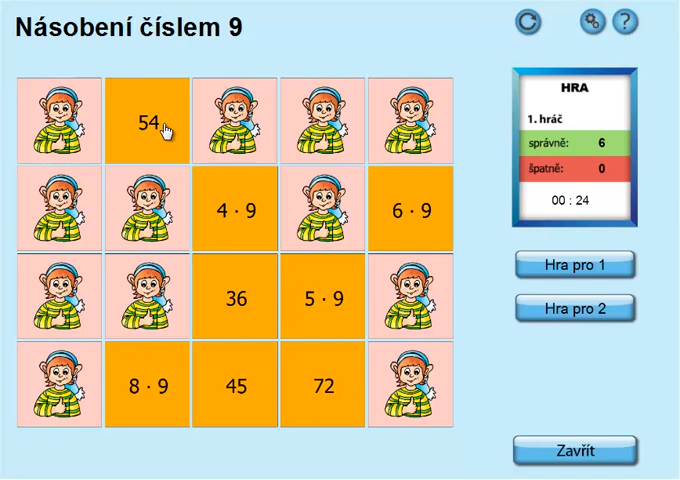 Násobení číslem 9
?
54
4 · 9
6 · 9
36
5 · 9
8 · 9
45
72
HRA
1. hráč
správně: 6
špatně: 0
00 : 24
Hra pro 1
Hra pro 2
Zavřít